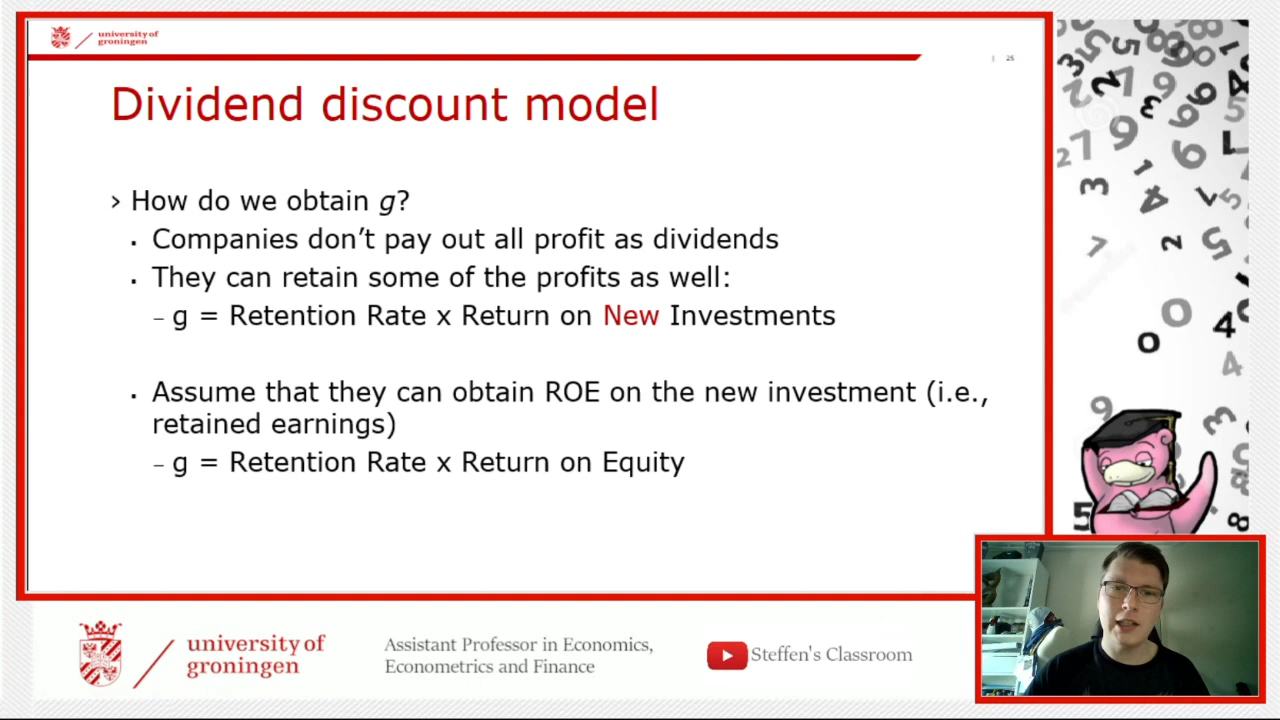 university of
groningen
| 25
Dividend discount model
› How do we obtain g?
▪ Companies don’t pay out all profit as dividends
▪ They can retain some of the profits as well:
– g = Retention Rate x Return on New Investments
▪ Assume that they can obtain ROE on the new investment (i.e.,
retained earnings)
– g = Retention Rate x Return on Equity
university of
groningen
Assistant Professor in Economics,
Econometrics and Finance
Steffen's Classroom